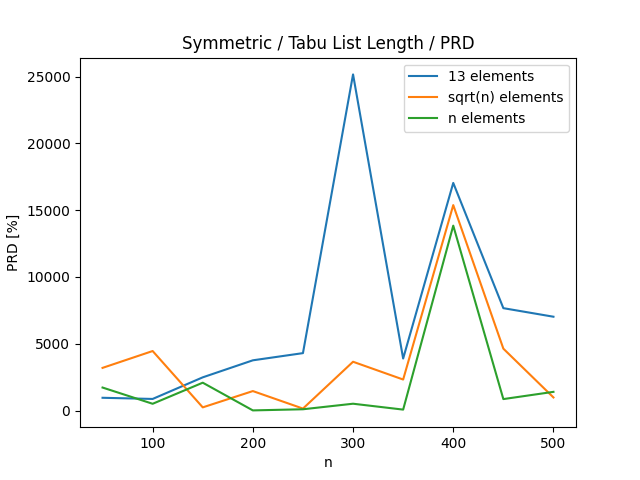 Symmetric / Tabu List Length / PRD
13 elements
sqrt(n) elements
n elements
PRD [%]
25000
20000
15000
10000
5000
0
100 200 300 400 500
n